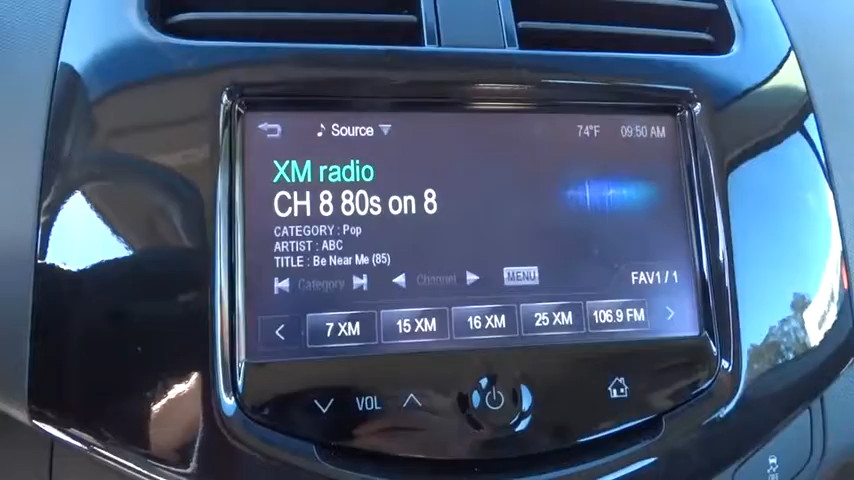 Source 74°F 09:50 AM
XM radio
CH 8 80s on 8
CATEGORY : Pop
ARTIST : ABC
TITLE : Be Near Me (85)
Category Channel MENU FAV1 / 1
7 XM 15 XM 16 XM 25 XM 106.9 FM
VOL
OFF